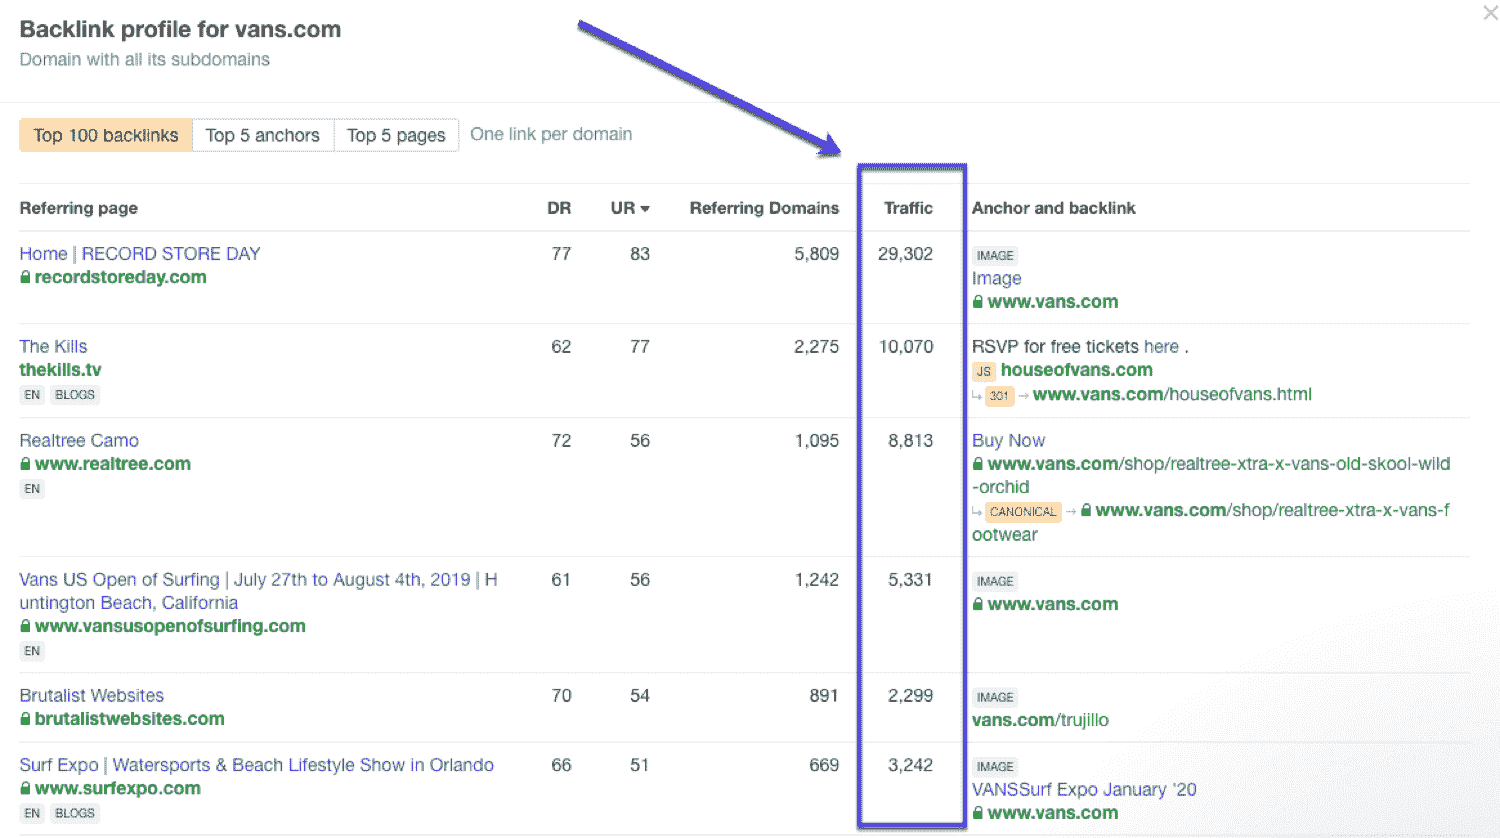 Backlink profile for vans.com
Domain with all its subdomains
Top 100 backlinks Top 5 anchors Top 5 pages One link per domain
Referring page DR UR Referring Domains Traffic Anchor and backlink
Home | RECORD STORE DAY 77 83 5,809 29,302 IMAGE
recordstoreday.com Image
www.vans.com
The Kills 62 77 2,275 10,070 RSVP for free tickets here .
thekills.tv JS houseofvans.com
EN BLOGS 301 → www.vans.com/houseofvans.html
Realtree Camo 72 56 1,095 8,813 Buy Now
www.realtree.com www.vans.com/shop/realtree-xtra-x-vans-old-skool-wild
EN -orchid
CANONICAL → www.vans.com/shop/realtree-xtra-x-vans-f
ootwear
Vans US Open of Surfing | July 27th to August 4th, 2019 | H 61 56 1,242 5,331 IMAGE
untington Beach, California www.vans.com
www.vansusopenofsurfing.com
EN
Brutalist Websites 70 54 891 2,299 IMAGE
brutalistwebsites.com vans.com/trujillo
Surf Expo | Watersports & Beach Lifestyle Show in Orlando 66 51 669 3,242 IMAGE
www.surfexpo.com VANSSurf Expo January '20
EN BLOGS www.vans.com